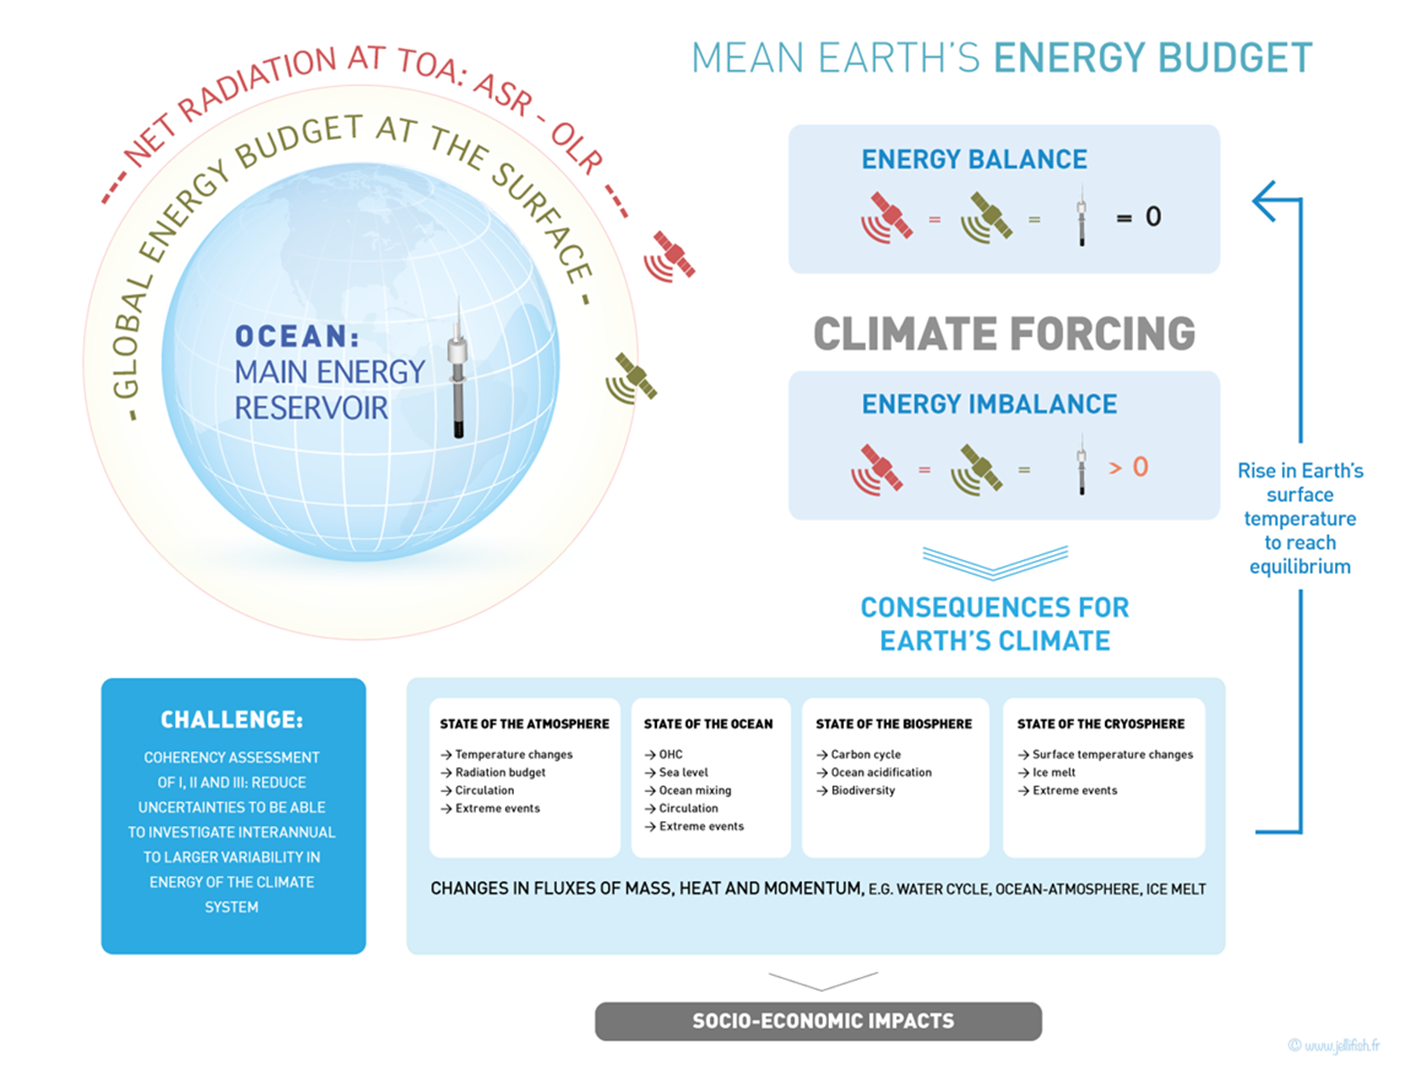 MEAN EARTH'S ENERGY BUDGET
--- NET RADIATION AT TOA: ASR - OLR ---
- GLOBAL ENERGY BUDGET AT THE SURFACE -
OCEAN:
MAIN ENERGY
RESERVOIR
ENERGY BALANCE
= = = 0
CLIMATE FORCING
ENERGY IMBALANCE
= = > 0
Rise in Earth's
surface
temperature
to reach
equilibrium
CONSEQUENCES FOR
EARTH'S CLIMATE
CHALLENGE:
COHERENCY ASSESSMENT
OF I, II AND III: REDUCE
UNCERTAINTIES TO BE ABLE
TO INVESTIGATE INTERANNUAL
TO LARGER VARIABILITY IN
ENERGY OF THE CLIMATE
SYSTEM
STATE OF THE ATMOSPHERE
→ Temperature changes
→ Radiation budget
→ Circulation
→ Extreme events
STATE OF THE OCEAN
→ OHC
→ Sea level
→ Ocean mixing
→ Circulation
→ Extreme events
STATE OF THE BIOSPHERE
→ Carbon cycle
→ Ocean acidification
→ Biodiversity
STATE OF THE CRYOSPHERE
→ Surface temperature changes
→ Ice melt
→ Extreme events
CHANGES IN FLUXES OF MASS, HEAT AND MOMENTUM, E.G. WATER CYCLE, OCEAN-ATMOSPHERE, ICE MELT
SOCIO-ECONOMIC IMPACTS
© www.jellifish.fr